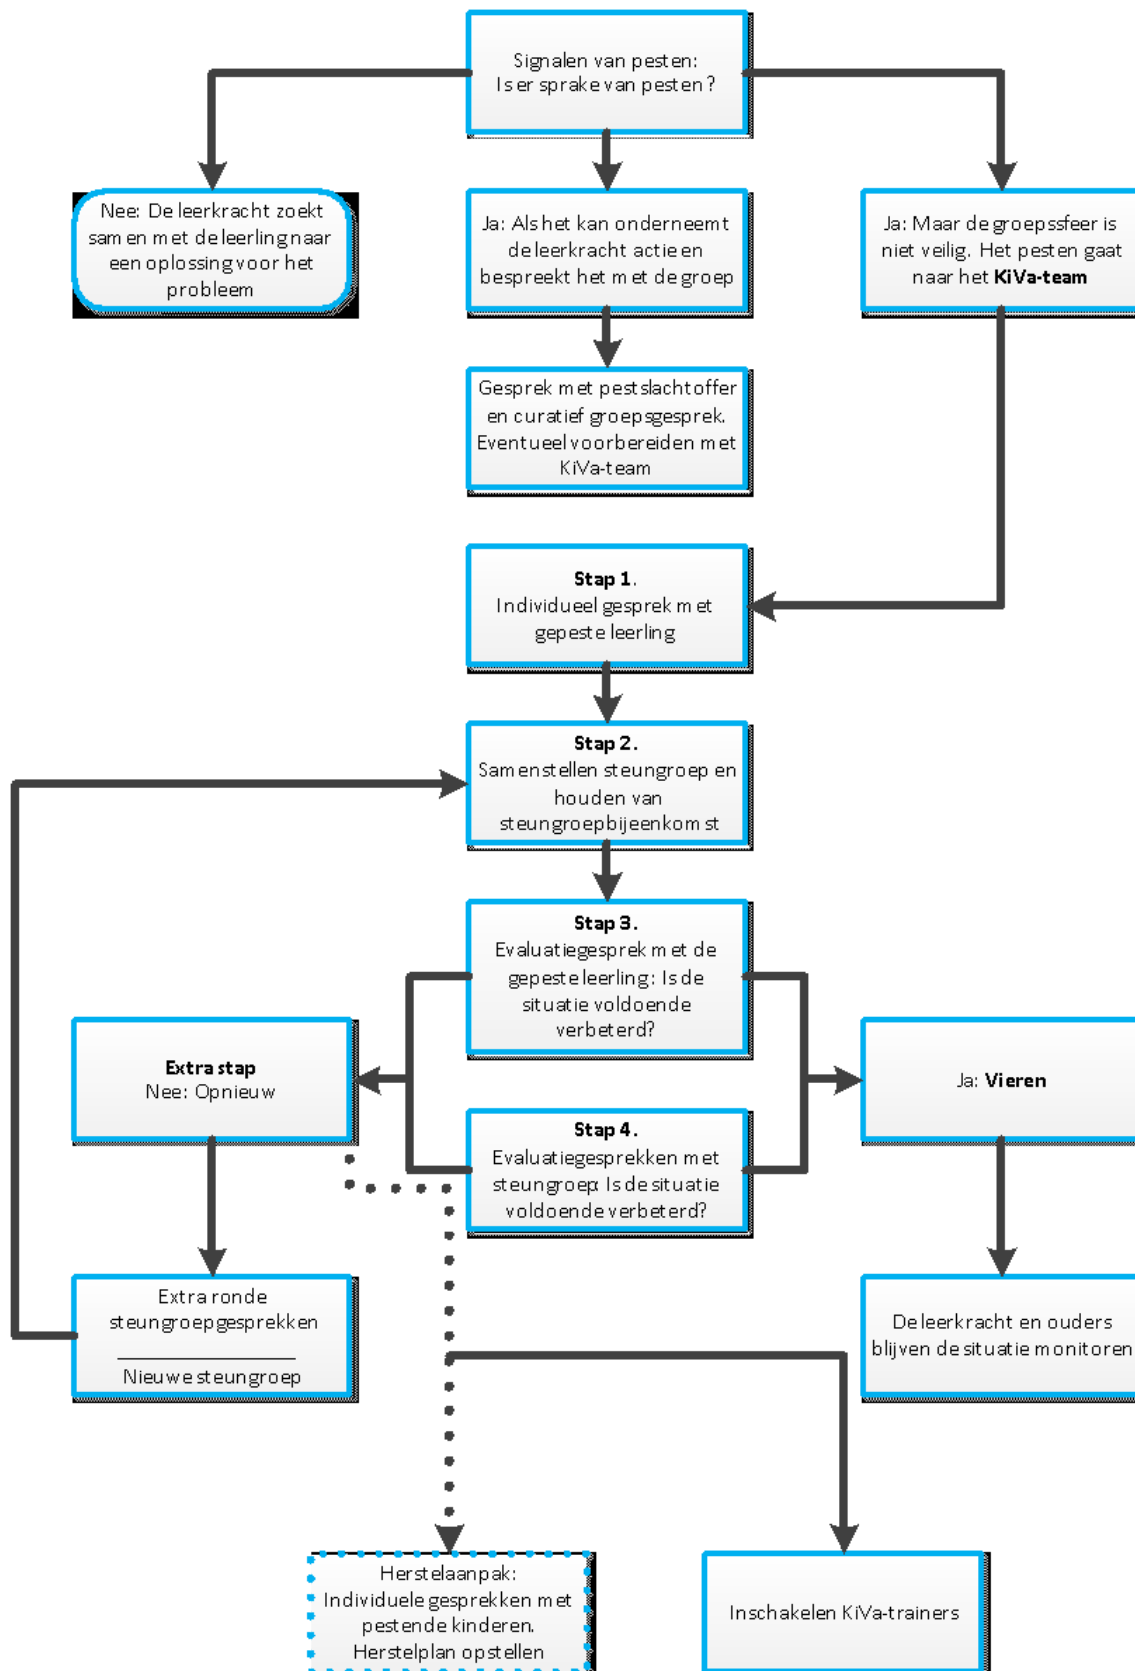 Signalen van pesten:
Is er sprake van pesten?
Nee: De leerkracht zoekt
samen met de leerling naar
een oplossing voor het
probleem
Ja: Als het kan onderneemt
de leerkracht actie en
bespreekt het met de groep
Ja: Maar de groepssfeer is
niet veilig. Het pesten gaat
naar het KiVa-team
Gesprek met pestslachtoffer
en curatief groepsgesprek.
Eventueel voorbereiden met
KiVa-team
Stap 1.
Individueel gesprek met
gepeste leerling
Stap 2.
Samenstellen steungroep en
houden van
steungroepbijeenkomst
Stap 3.
Evaluatiegesprek met de
gepeste leerling: Is de
situatie voldoende
verbeterd?
Extra stap
Nee: Opnieuw
Ja: Vieren
Stap 4.
Evaluatiegesprekken met
steungroep: Is de situatie
voldoende verbeterd?
Extra ronde
steungroepgesprekken
Nieuwe steungroep
De leerkracht en ouders
blijven de situatie monitoren
Herstelaanpak:
Individuele gesprekken met
pestende kinderen.
Herstelplan opstellen
Inschakelen KiVa-trainers